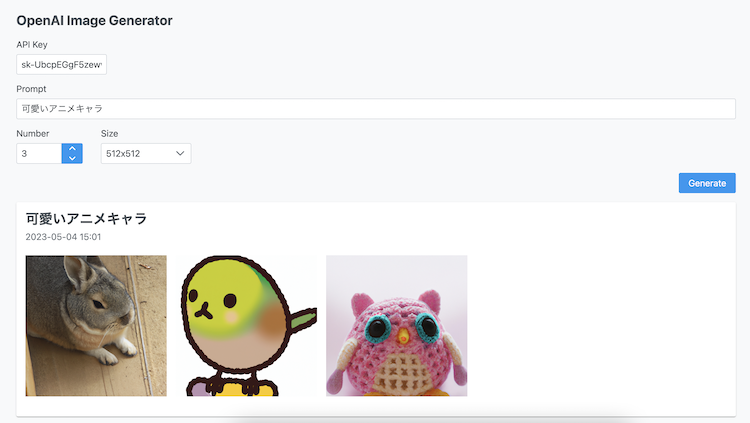 OpenAI Image Generator
API Key
sk-UbcpEGgF5zew
Prompt
可愛いアニメキャラ
Number
Size
3
512x512
Generate
可愛いアニメキャラ
2023-05-04 15:01